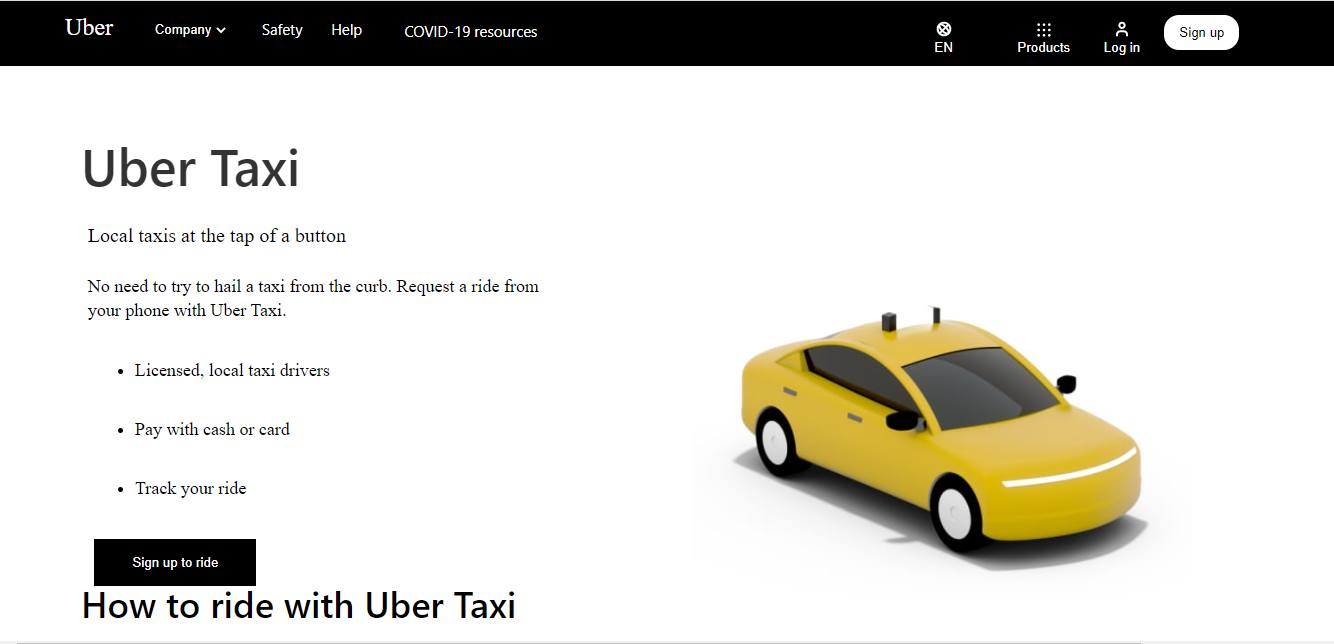 Uber
Company
Safety
Help
COVID-19 resources
EN
Products
Log in
Sign up
Uber Taxi
Local taxis at the tap of a button
No need to try to hail a taxi from the curb. Request a ride from
your phone with Uber Taxi.
Licensed, local taxi drivers
Pay with cash or card
Track your ride
Sign up to ride
How to ride with Uber Taxi